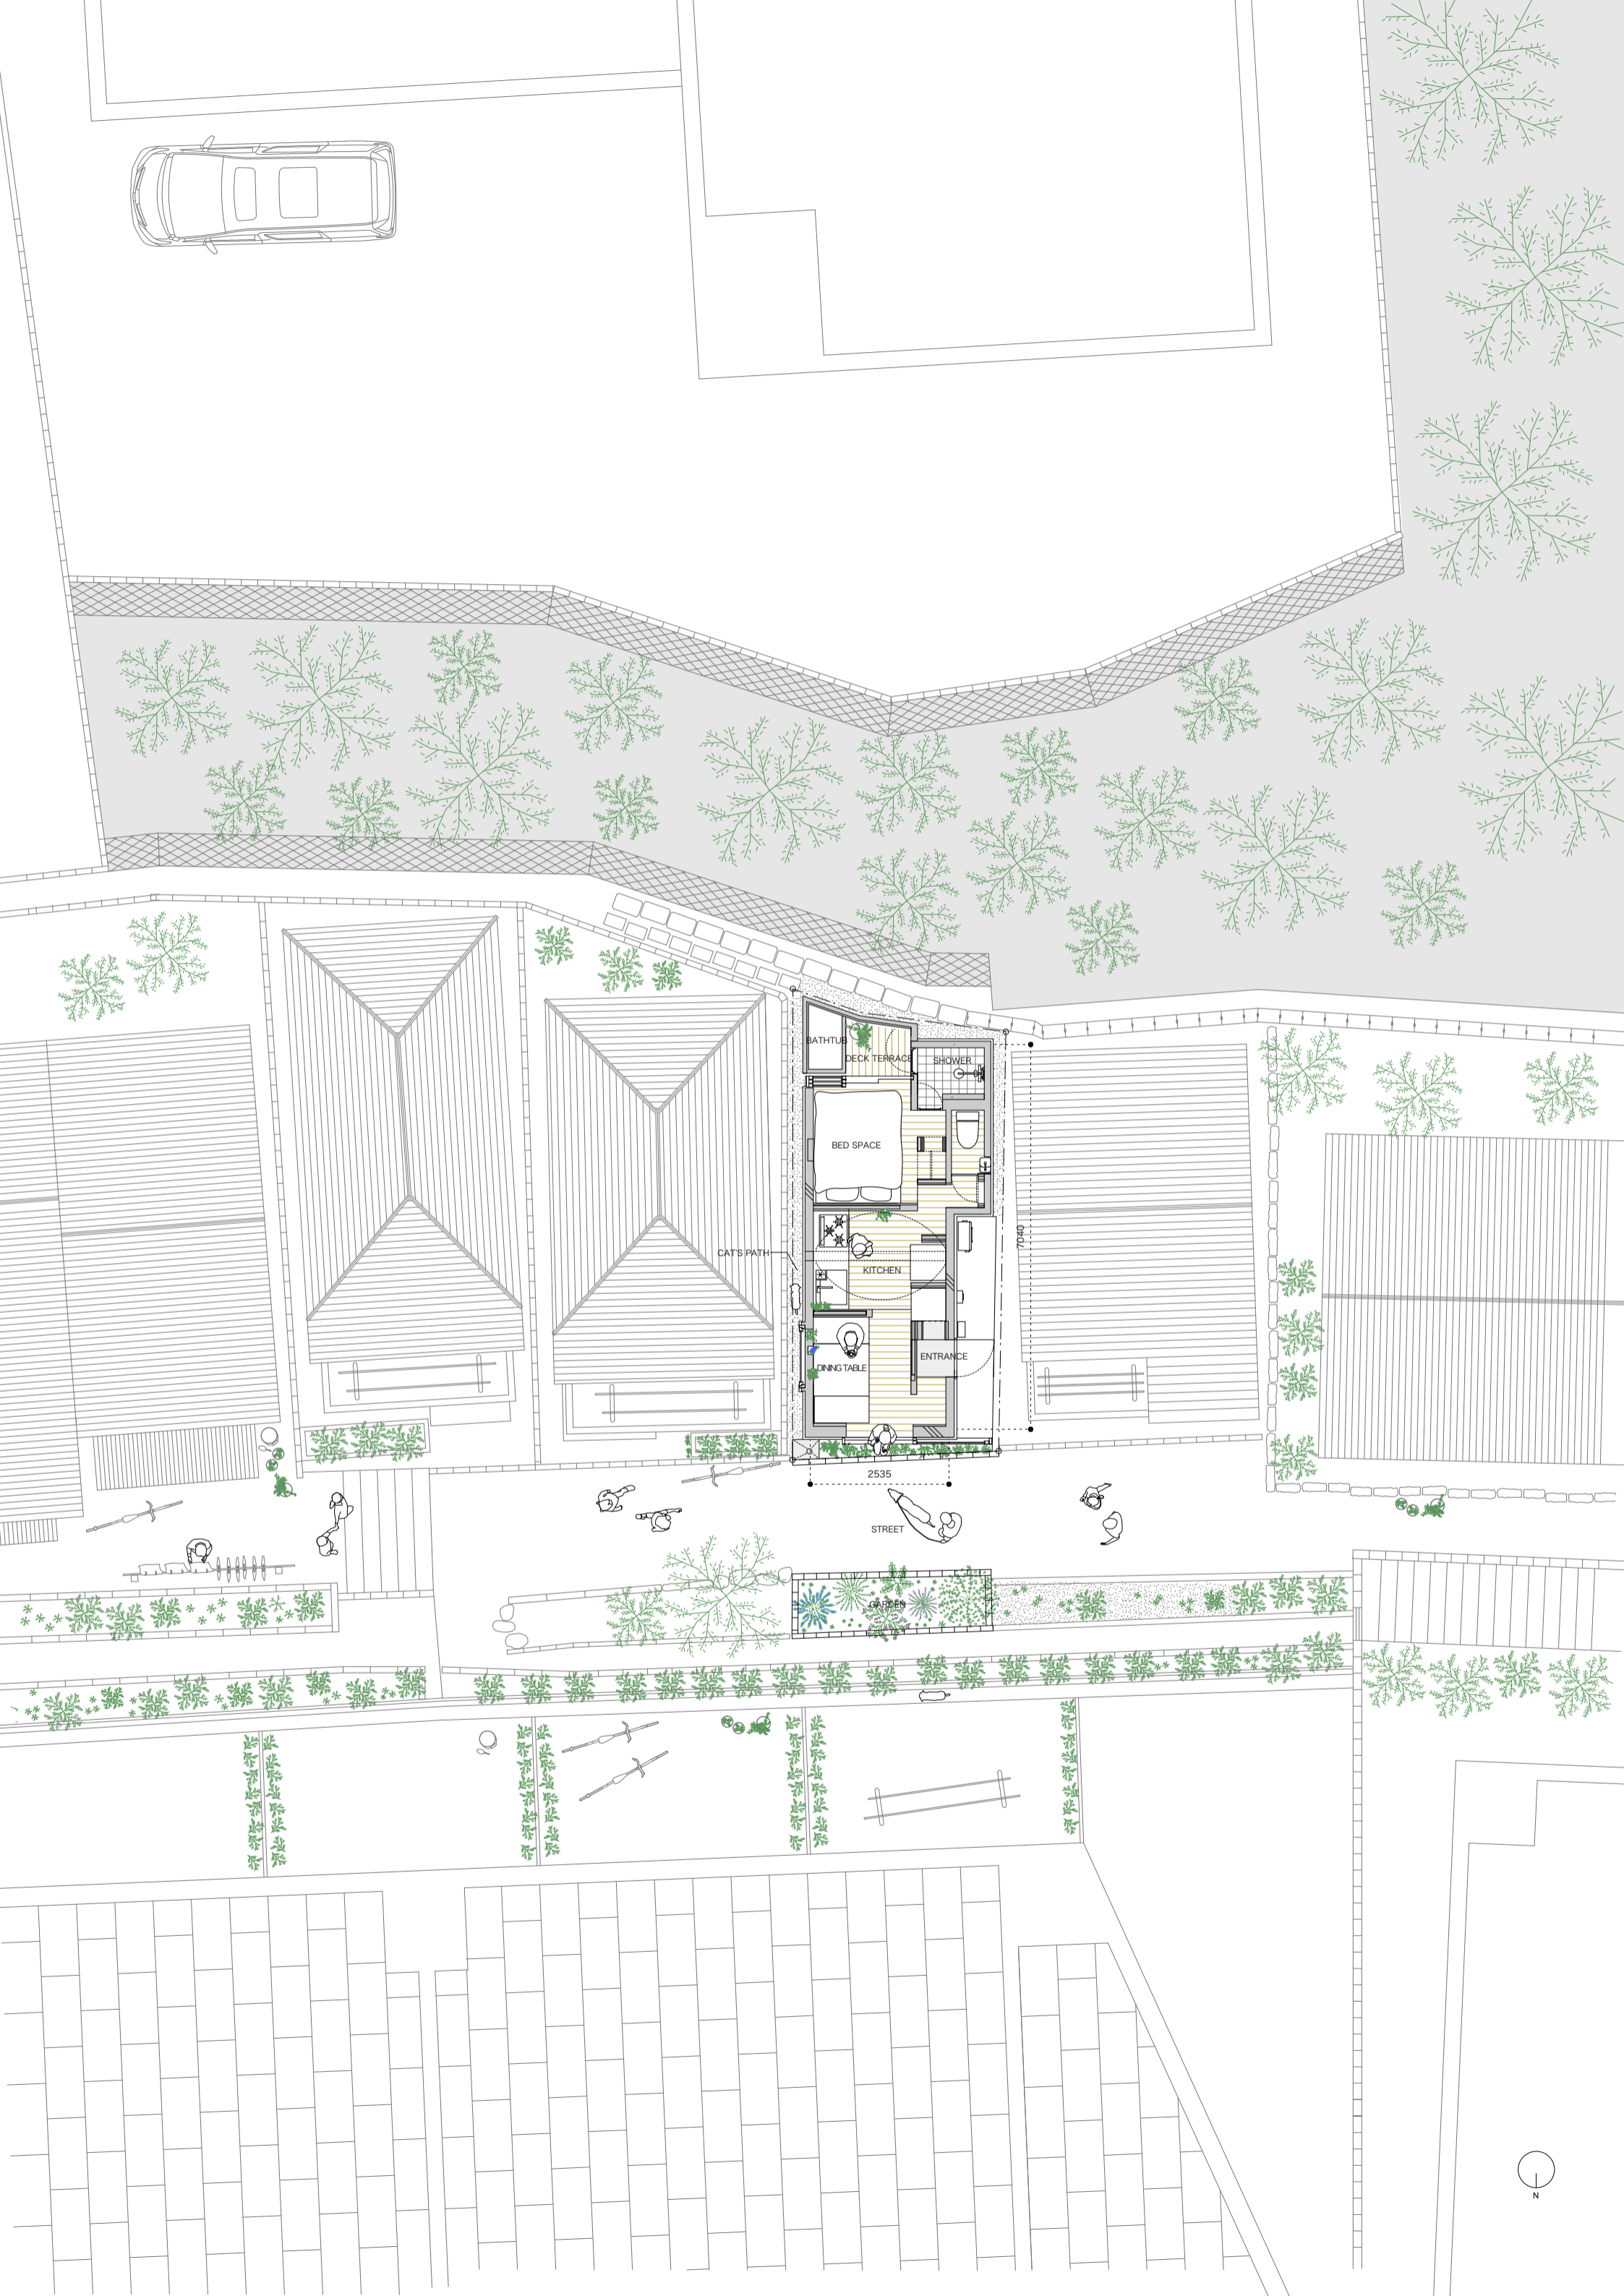 BATHTUB
DECK TERRACE
SHOWER
BED SPACE
7040
CAT'S PATH
KITCHEN
ENTRANCE
DINING TABLE
2535
STREET
GARDEN
N